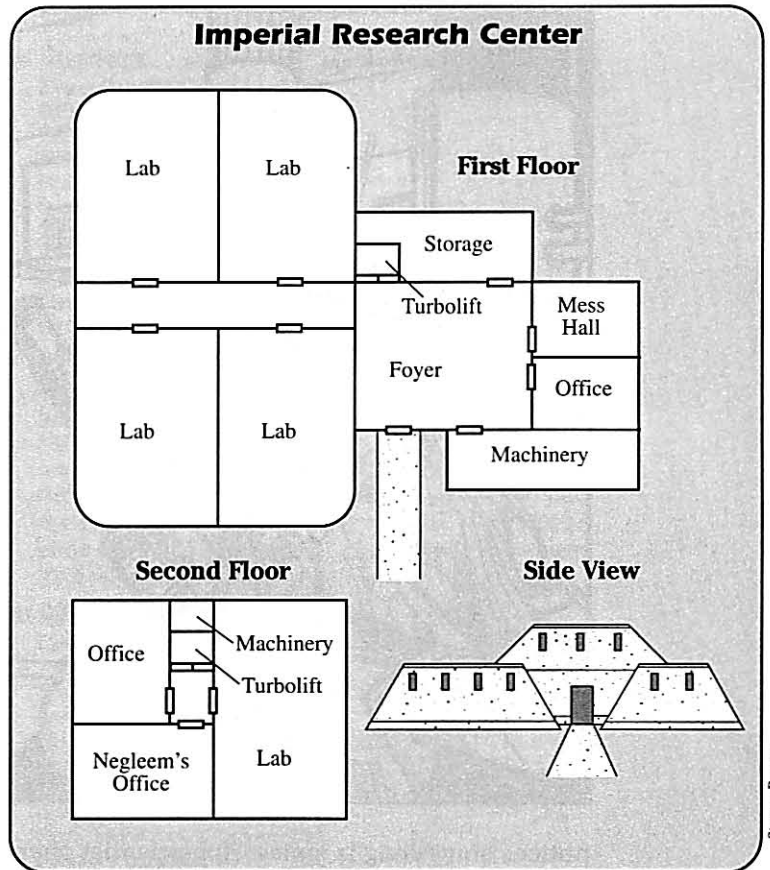 Imperial Research Center
First Floor
Lab
Lab
Storage
Turbolift
Mess
Hall
Foyer
Office
Lab
Lab
Machinery
Second Floor
Side View
Office
Machinery
Turbolift
Negleem's
Office
Lab